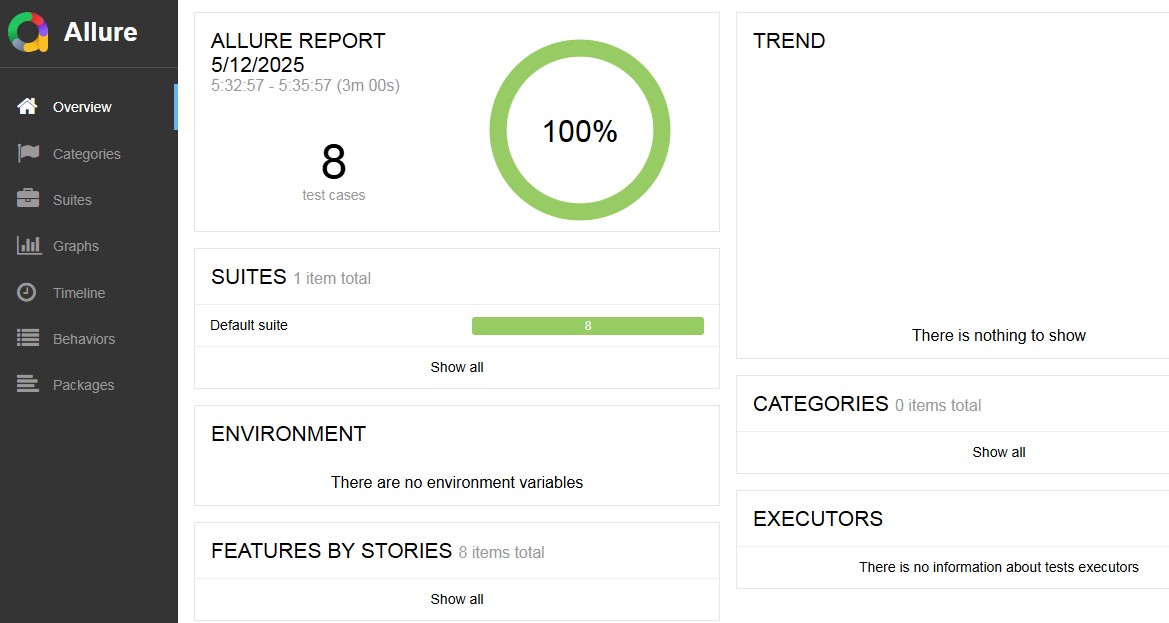 Allure
Overview
Categories
Suites
Graphs
Timeline
Behaviors
Packages
ALLURE REPORT
5/12/2025
5:32:57 - 5:35:57 (3m 00s)
8
test cases
100%
SUITES 1 item total
Default suite 8
Show all
ENVIRONMENT
There are no environment variables
FEATURES BY STORIES 8 items total
Show all
TREND
There is nothing to show
CATEGORIES 0 items total
Show all
EXECUTORS
There is no information about tests executors